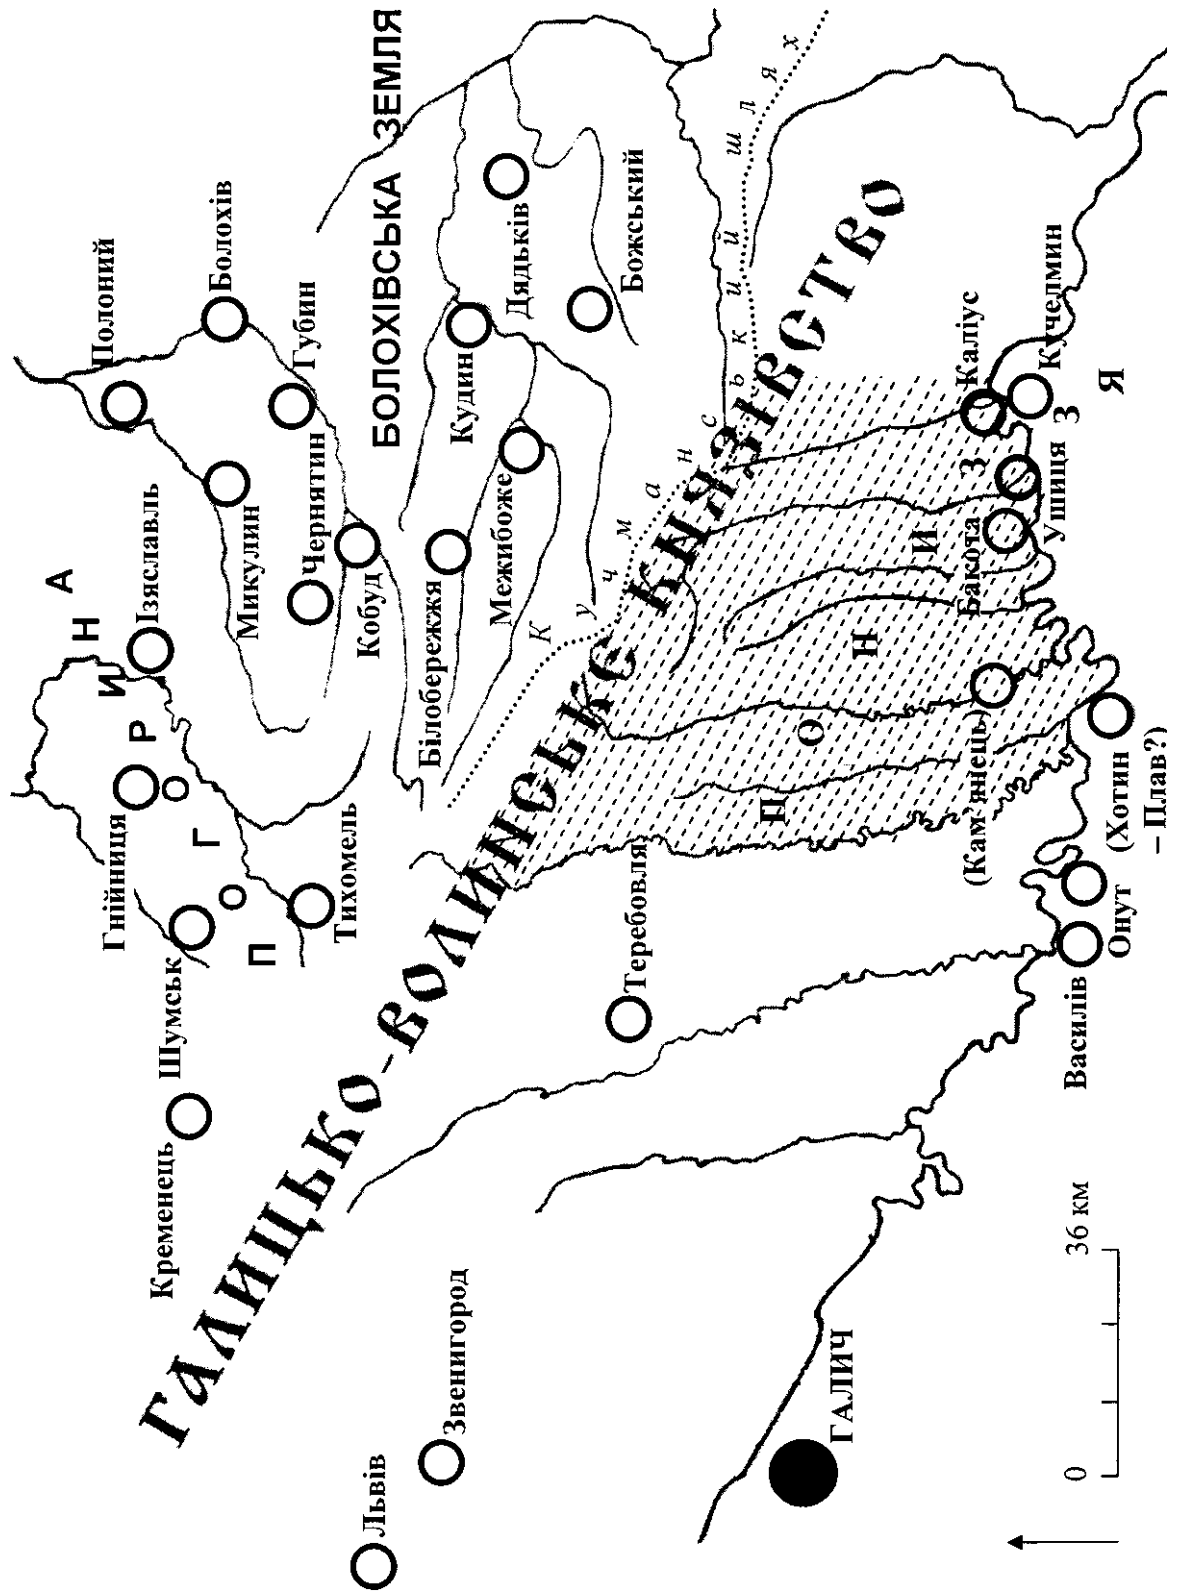 ПОГОРИНА
Гнійниця
Ізяславль
Полоний
Шумськ
Кременець
Микулин
Болохів
Тихомель
Чернятин
Губин
Кобуд
БОЛОХІВСЬКА ЗЕМЛЯ
Львів
Звенигород
Білобережжя
Кудин
Межибоже
Дядьків
Божський
ГАЛИЦЬКО-ВОЛИНСЬКЕ КНЯЗІВСТВО
Кучманський шлях
Теребовля
ГАЛИЧ
ПОНИЗЗЯ
(Кам'янець)
Бакота
Ушиця
Каліус
Кучелмин
Василів
Онут
(Хотин
–Плав?)
0 36 км